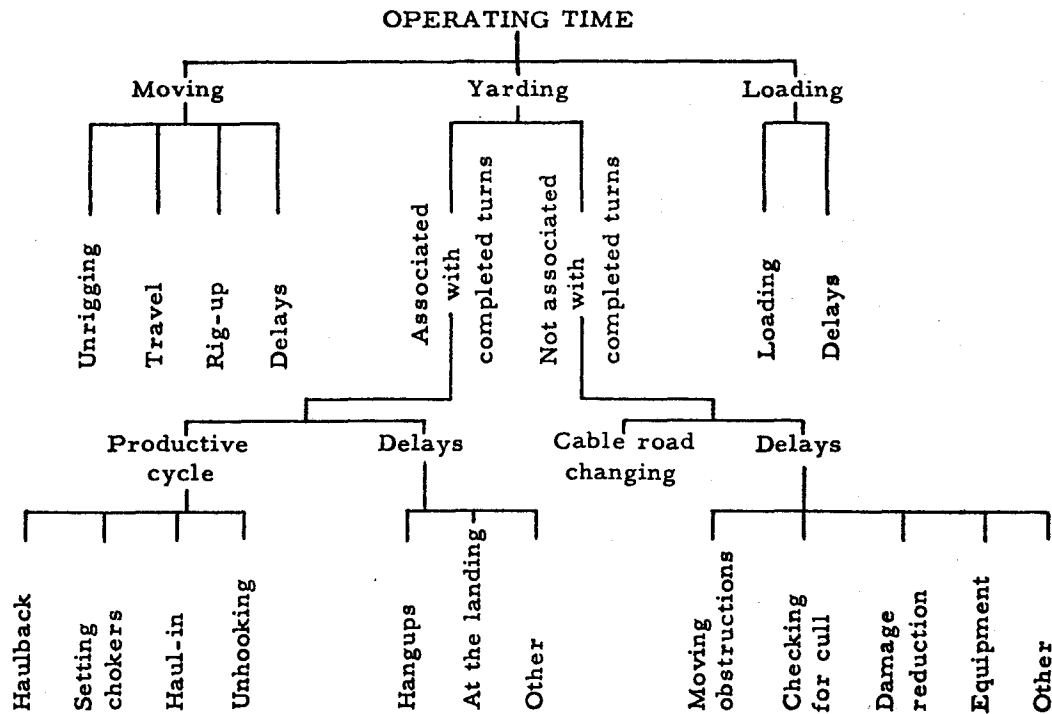 OPERATING TIME
Moving
Yarding
Loading
Unrigging
Travel
Rig-up
Delays
Associated
with
completed turns
Not associated
with
completed turns
Loading
Delays
Productive
cycle
Delays
Cable road
changing
Delays
Haulback
Setting
chokers
Haul-in
Unhooking
Hangups
At the landing
Other
Moving
obstructions
Checking
for cull
Damage
reduction
Equipment
Other